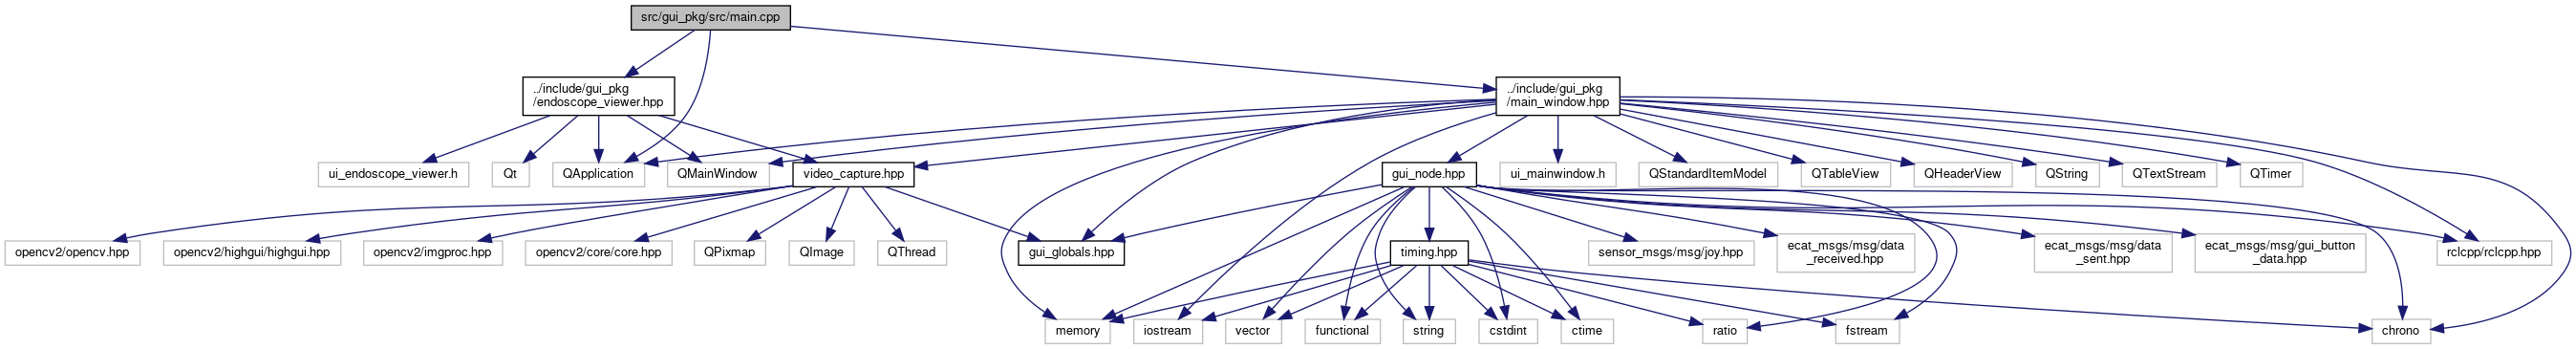 src/gui_pkg/src/main.cpp
../include/gui_pkg
/endoscope_viewer.hpp
../include/gui_pkg
/main_window.hpp
ui_endoscope_viewer.h
Qt
QApplication
QMainWindow
video_capture.hpp
gui_node.hpp
ui_mainwindow.h
QStandardItemModel
QTableView
QHeaderView
QString
QTextStream
QTimer
opencv2/opencv.hpp
opencv2/highgui/highgui.hpp
opencv2/imgproc.hpp
opencv2/core/core.hpp
QPixmap
QImage
QThread
gui_globals.hpp
timing.hpp
sensor_msgs/msg/joy.hpp
ecat_msgs/msg/data
_received.hpp
ecat_msgs/msg/data
_sent.hpp
ecat_msgs/msg/gui_button
_data.hpp
rclcpp/rclcpp.hpp
memory
iostream
vector
functional
string
cstdint
ctime
ratio
fstream
chrono